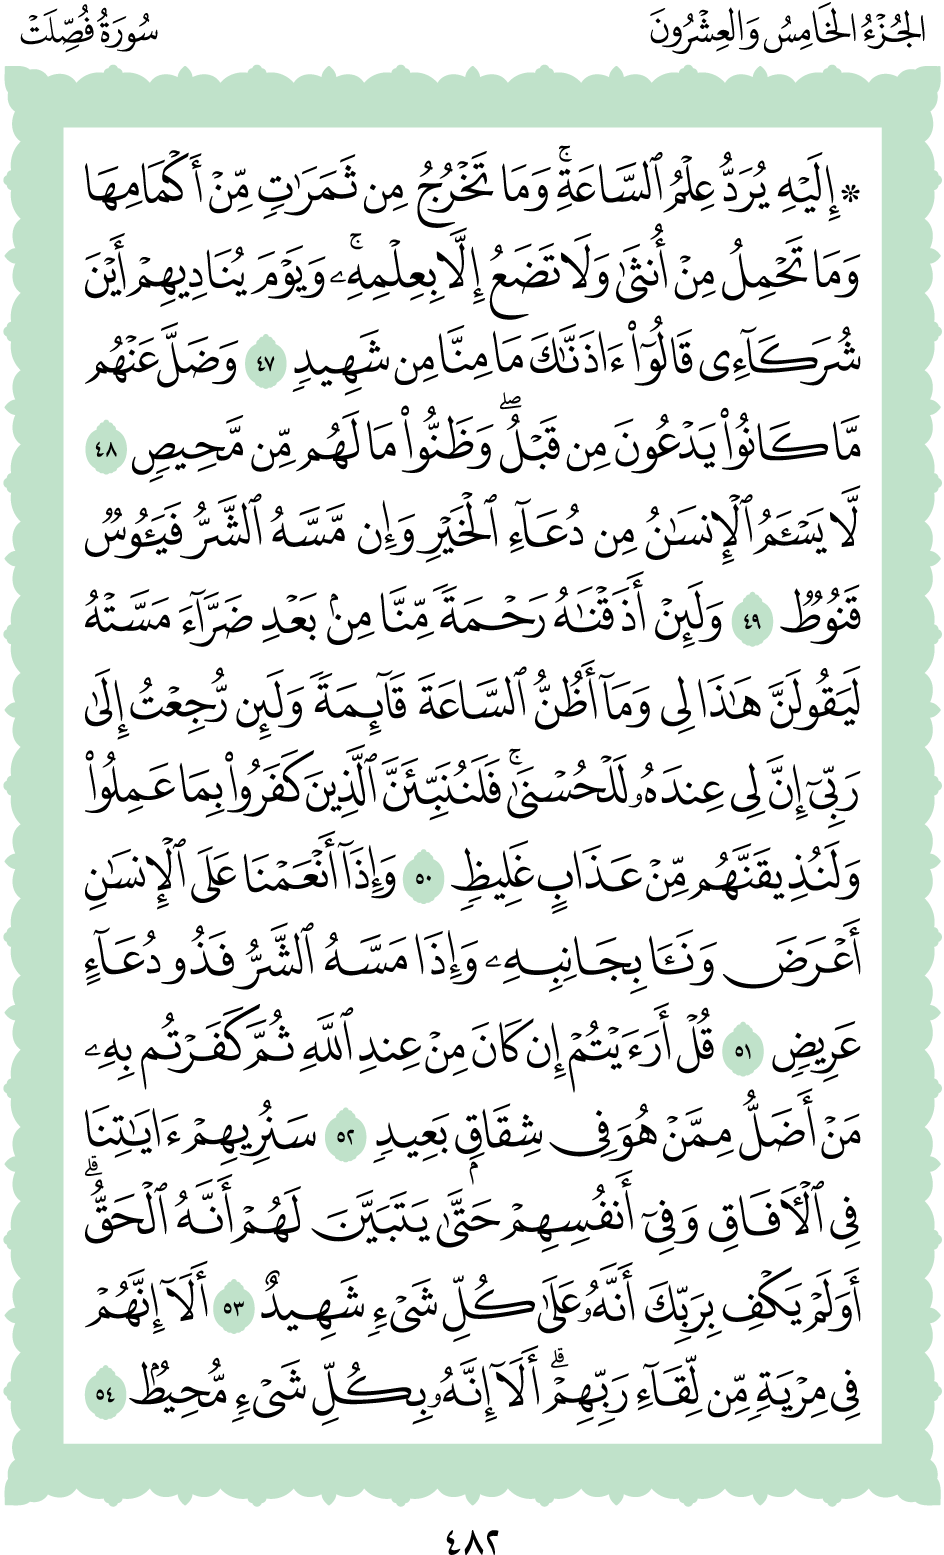 الجُزْءُ الخَامِسُ وَالعِشْرُونَ
سُورَةُ فُصِّلَتْ
۞ إِلَيْهِ يُرَدُّ عِلْمُ ٱلسَّاعَةِۚ وَمَا تَخْرُجُ مِن ثَمَرَٰتٖ مِّنْ أَكْمَامِهَا
وَمَا تَحْمِلُ مِنْ أُنثَىٰ وَلَا تَضَعُ إِلَّا بِعِلْمِهِۦۚ وَيَوْمَ يُنَادِيهِمْ أَيْنَ
شُرَكَآءِي قَالُوٓاْ ءَاذَنَّٰكَ مَا مِنَّا مِن شَهِيدٖ ٤٧ وَضَلَّ عَنْهُم
مَّا كَانُواْ يَدْعُونَ مِن قَبْلُۖ وَظَنُّواْ مَا لَهُم مِّن مَّحِيصٖ ٤٨
لَّا يَسْـَٔمُ ٱلْإِنسَٰنُ مِن دُعَآءِ ٱلْخَيْرِ وَإِن مَّسَّهُ ٱلشَّرُّ فَيَـُٔوسٞ
قَنُوطٞ ٤٩ وَلَئِنْ أَذَقْنَٰهُ رَحْمَةٗ مِّنَّا مِنۢ بَعْدِ ضَرَّآءَ مَسَّتْهُ
لَيَقُولَنَّ هَٰذَا لِي وَمَآ أَظُنُّ ٱلسَّاعَةَ قَآئِمَةٗ وَلَئِن رُّجِعْتُ إِلَىٰ
رَبِّيٓ إِنَّ لِي عِندَهُۥ لَلْحُسْنَىٰۚ فَلَنُنَبِّئَنَّ ٱلَّذِينَ كَفَرُواْ بِمَا عَمِلُواْ
وَلَنُذِيقَنَّهُم مِّنْ عَذَابٍ غَلِيظٖ ٥٠ وَإِذَآ أَنْعَمْنَا عَلَى ٱلْإِنسَٰنِ
أَعْرَضَ وَنَـَٔا بِجَانِبِهِۦ وَإِذَا مَسَّهُ ٱلشَّرُّ فَذُو دُعَآءٍ
عَرِيضٖ ٥١ قُلْ أَرَءَيْتُمْ إِن كَانَ مِنْ عِندِ ٱللَّهِ ثُمَّ كَفَرْتُم بِهِۦ
مَنْ أَضَلُّ مِمَّنْ هُوَ فِي شِقَاقِۭ بَعِيدٖ ٥٢ سَنُرِيهِمْ ءَايَٰتِنَا
فِي ٱلْأٓفَاقِ وَفِيٓ أَنفُسِهِمْ حَتَّىٰ يَتَبَيَّنَ لَهُمْ أَنَّهُ ٱلْحَقُّۗ
أَوَلَمْ يَكْفِ بِرَبِّكَ أَنَّهُۥ عَلَىٰ كُلِّ شَيْءٖ شَهِيدٌ ٥٣ أَلَآ إِنَّهُمْ
فِي مِرْيَةٖ مِّن لِّقَآءِ رَبِّهِمْۗ أَلَآ إِنَّهُۥ بِكُلِّ شَيْءٖ مُّحِيطُۢ ٥٤
٤٨٢